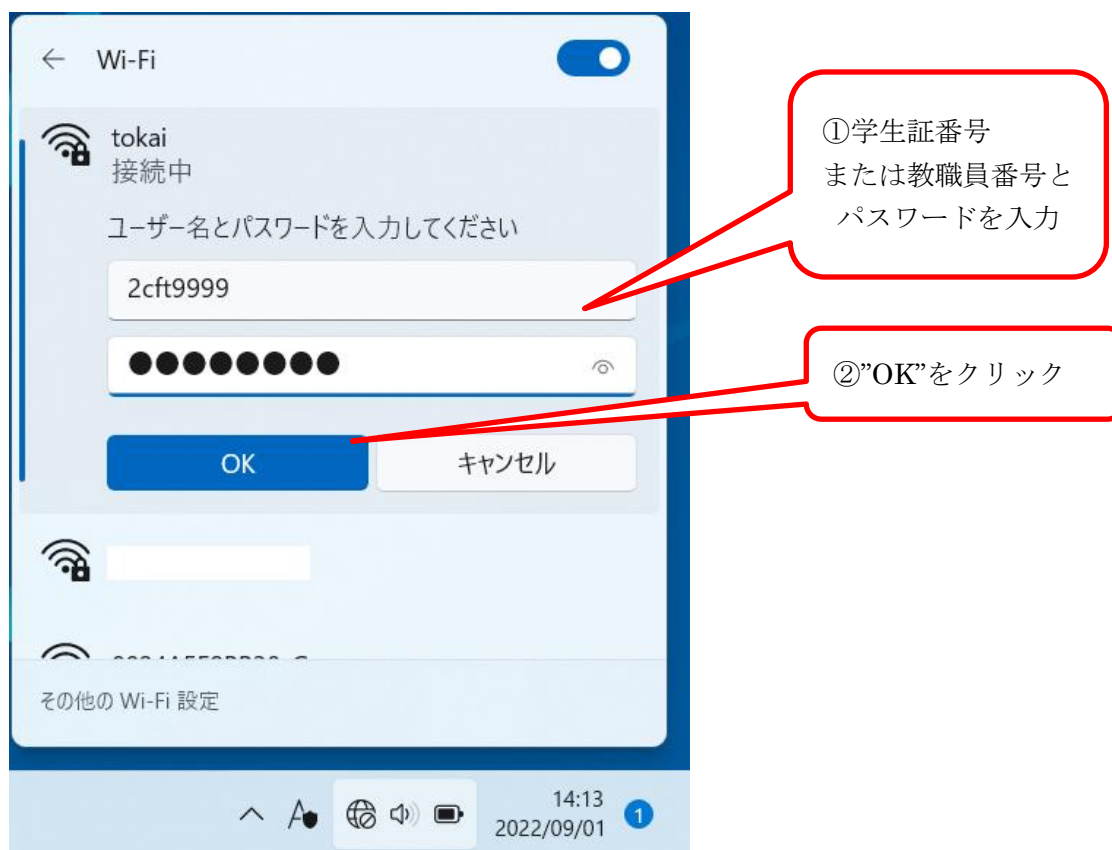 Wi-Fi
tokai
接続中
ユーザー名とパスワードを入力してください
2cft9999
●●●●●●●●
OK
キャンセル
その他の Wi-Fi 設定
14:13
2022/09/01
1
①学生証番号
または教職員番号と
パスワードを入力
②”OK”をクリック